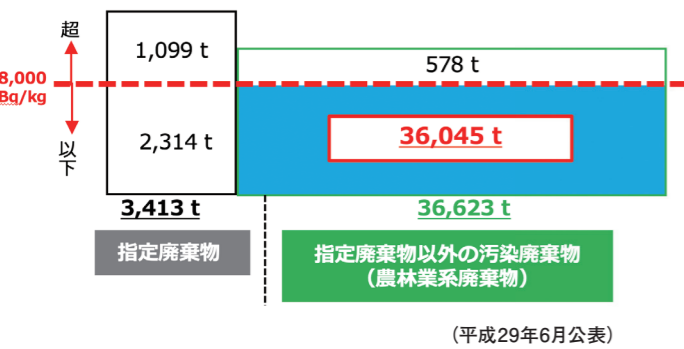 超
1,099 t
578 t
8,000
Bq/kg
以下
2,314 t
36,045 t
3,413 t
36,623 t
指定廃棄物
指定廃棄物以外の汚染廃棄物
（農林業系廃棄物）
（平成29年6月公表）